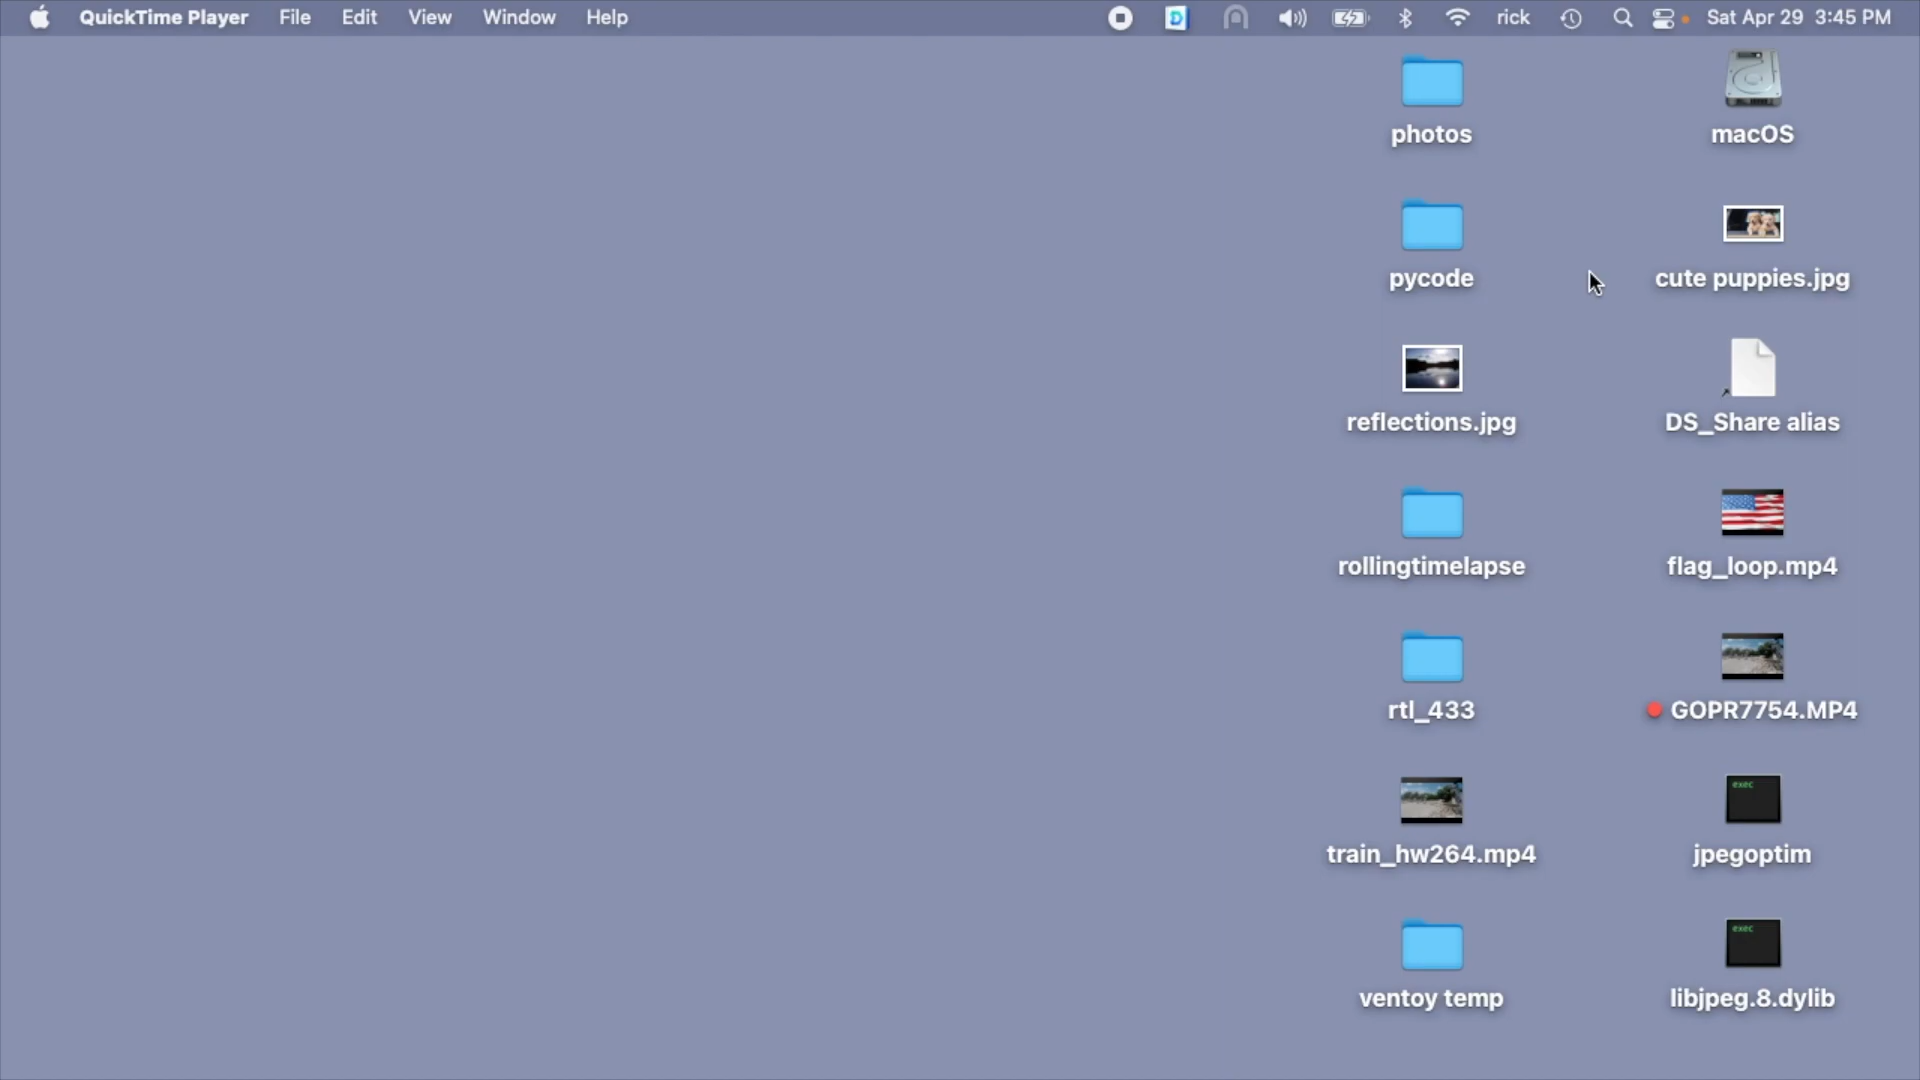 QuickTime Player File Edit View Window Help D rick Sat Apr 29 3:45 PM
photos
macOS
pycode
cute puppies.jpg
reflections.jpg
DS_Share alias
rollingtimelapse
flag_loop.mp4
rtl_433
GOPR7754.MP4
exec
train_hw264.mp4
jpegoptim
exec
ventoy temp
libjpeg.8.dylib